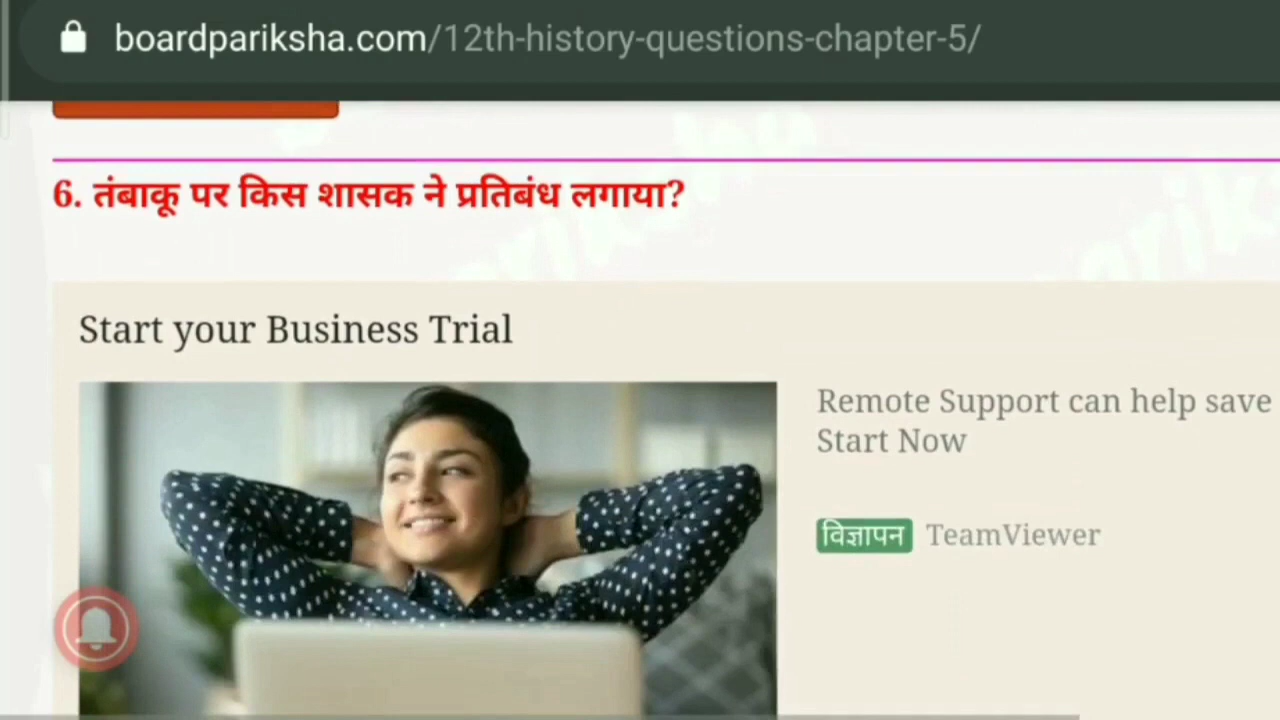 boardpariksha.com/12th-history-questions-chapter-5/
6. तंबाकू पर किस शासक ने प्रतिबंध लगाया?
Start your Business Trial
Remote Support can help save
Start Now
विज्ञापन TeamViewer